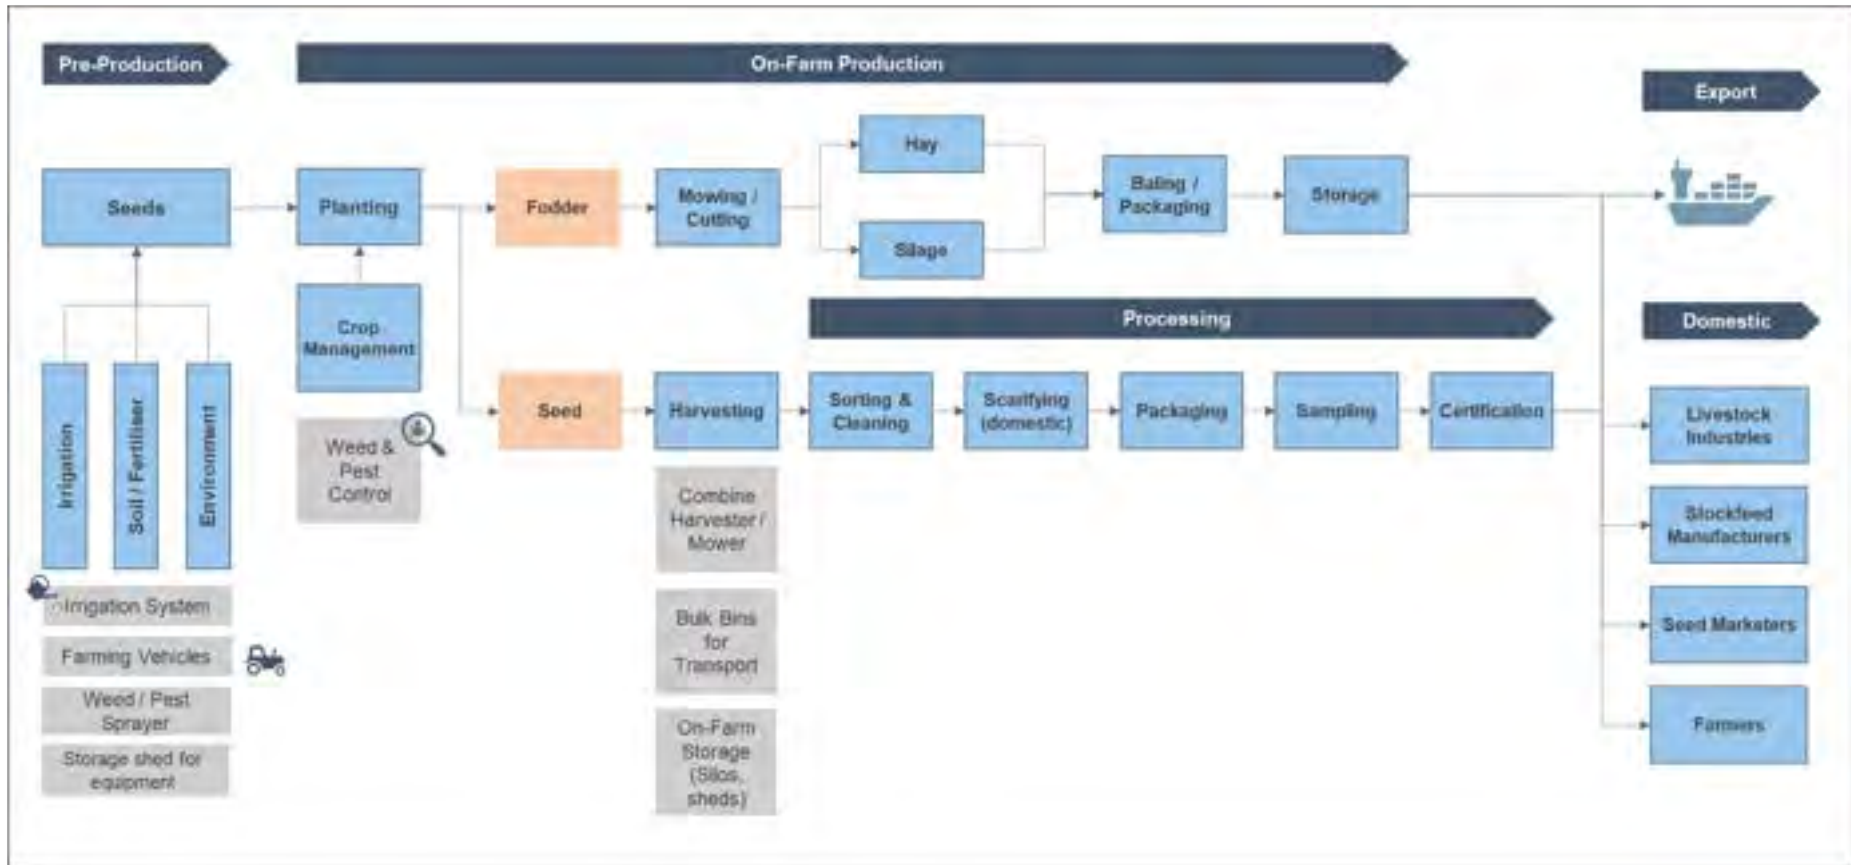 Pre-Production
On-Farm Production
Export
Hay
Seeds
Planting
Fodder
Mowing /
Cutting
Baling /
Packaging
Storage
Silage
Processing
Domestic
Crop
Management
Irrigation
Soil / Fertiliser
Environment
Seed
Harvesting
Sorting &
Cleaning
Scarifying
(domestic)
Packaging
Sampling
Certification
Livestock
Industries
Weed &
Pest
Control
Combine
Harvester /
Mower
Stockfeed
Manufacturers
Irrigation System
Bulk Bins
for
Transport
Seed Marketers
Farming Vehicles
Weed / Pest
Sprayer
On-Farm
Storage
(Silos,
sheds)
Farmers
Storage shed for
equipment